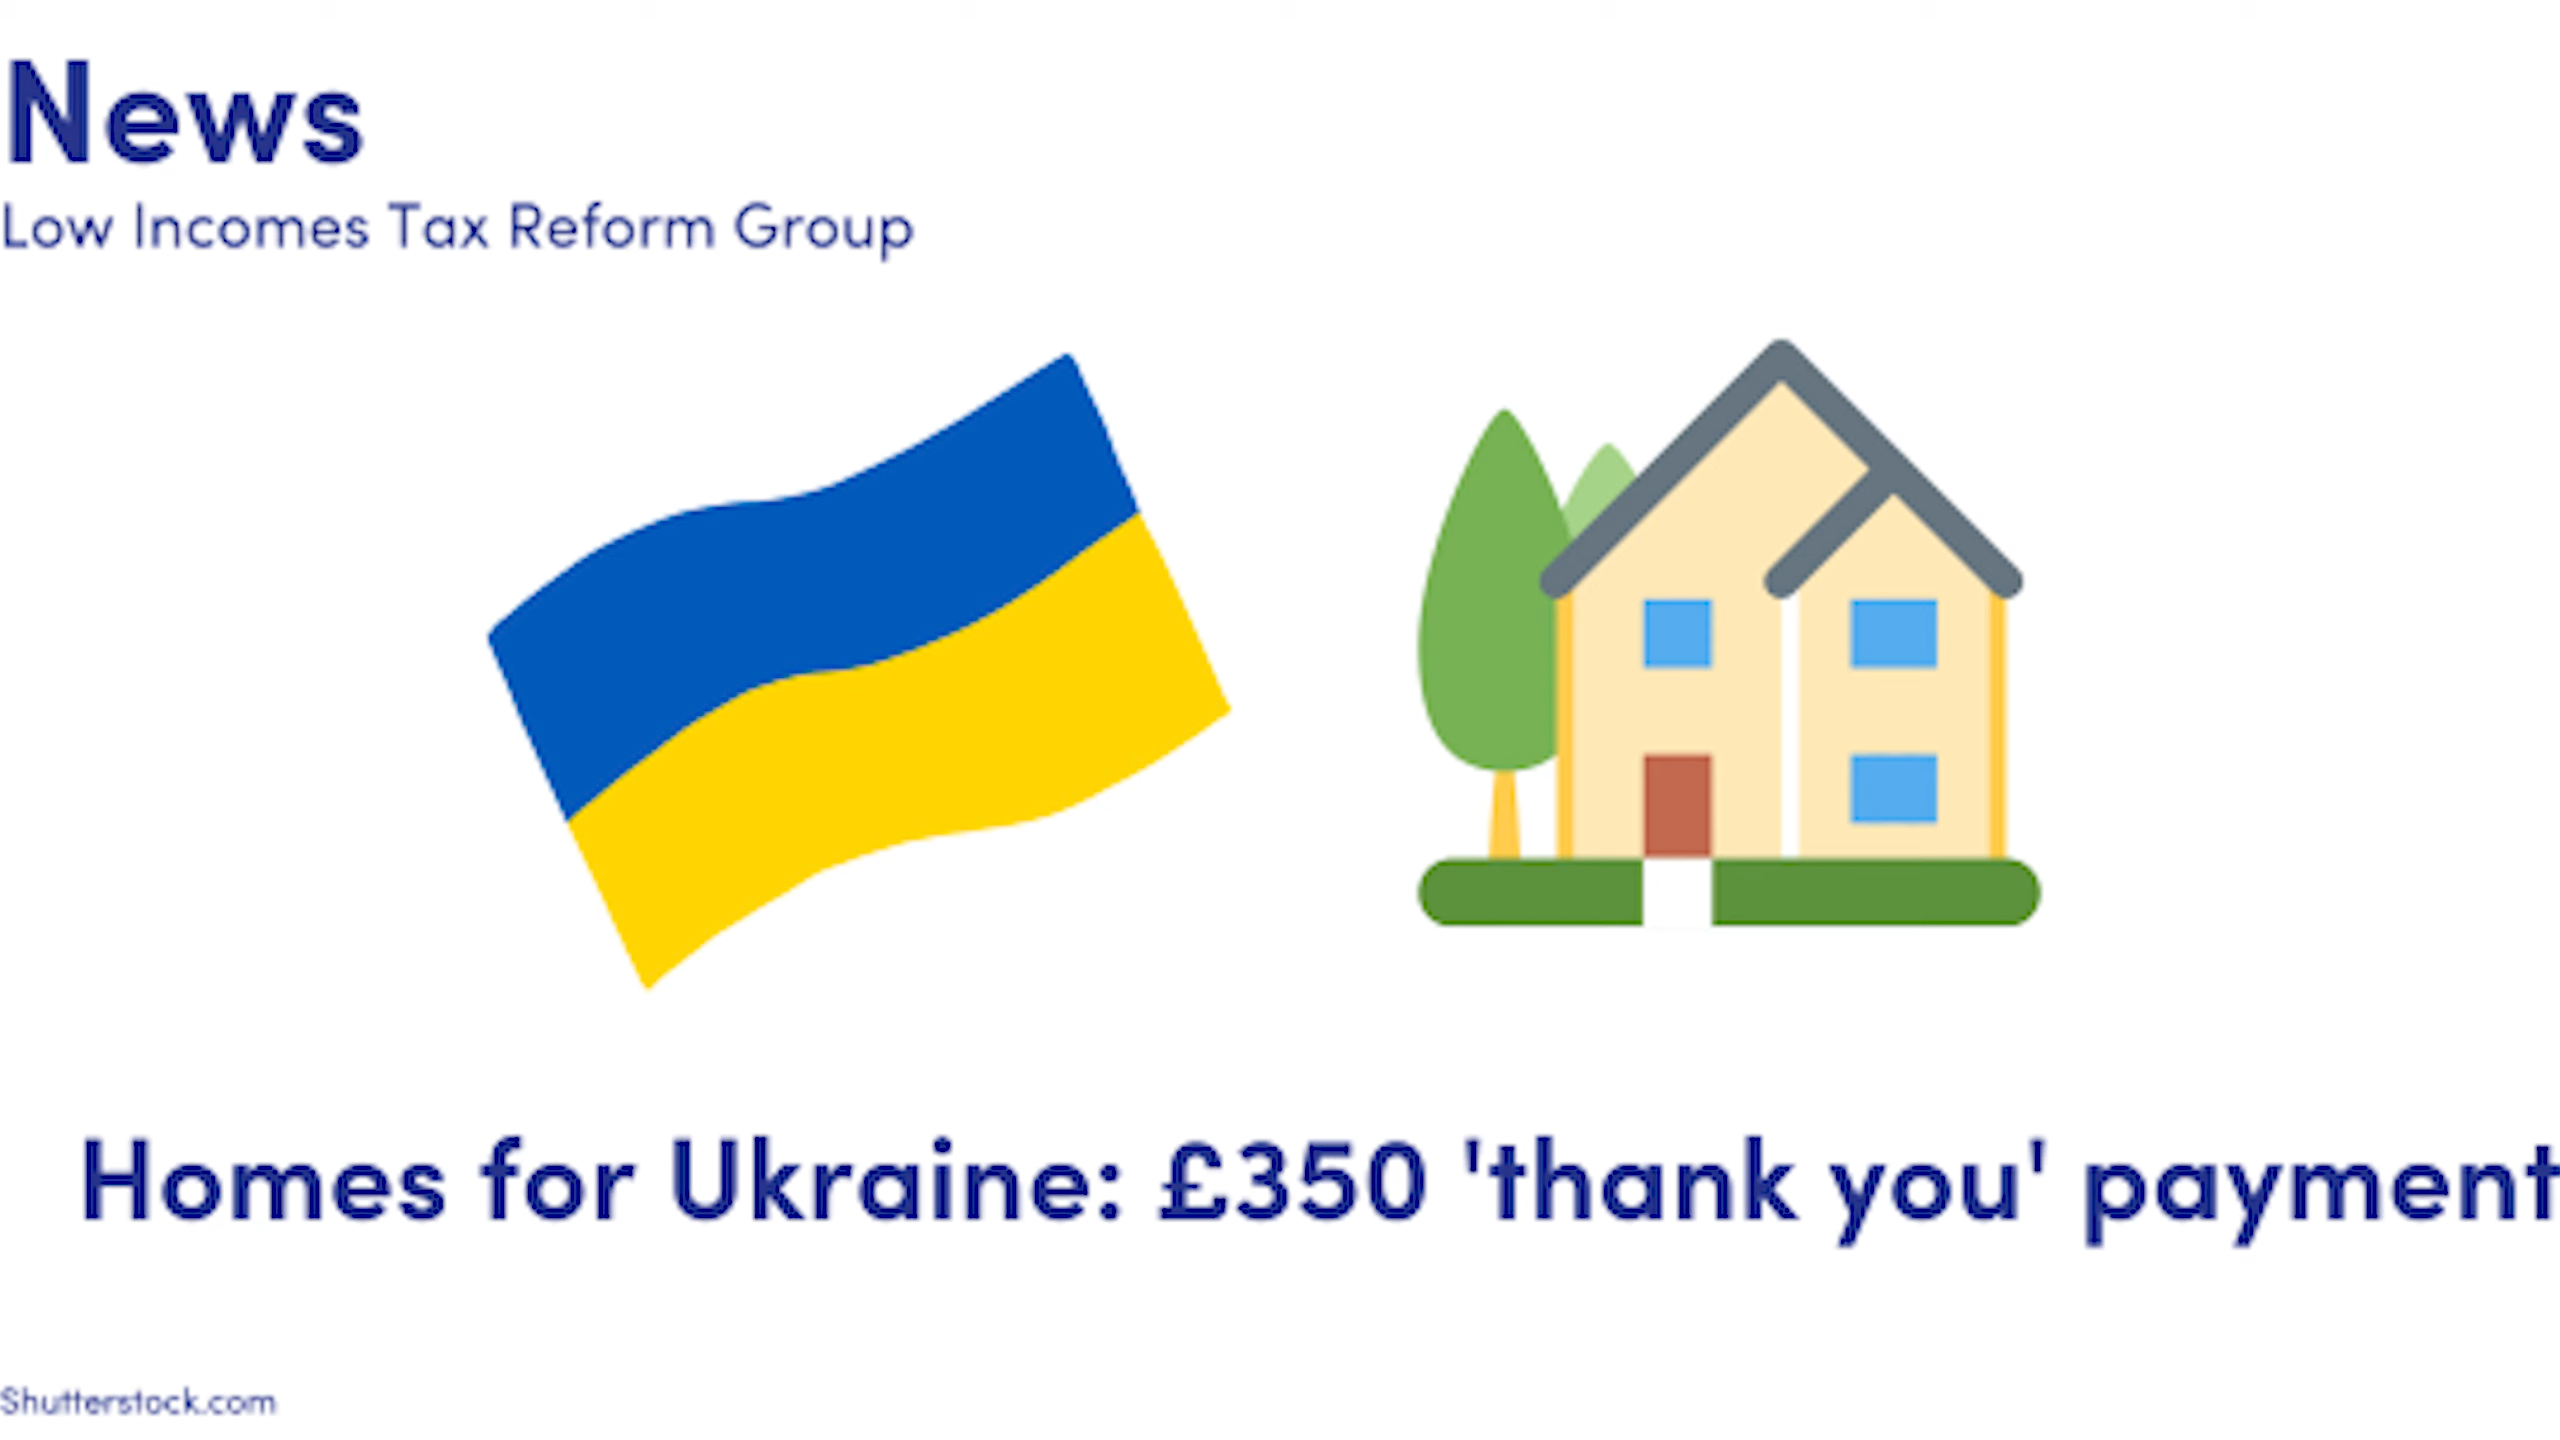 News
Low Incomes Tax Reform Group
Homes for Ukraine: £350 'thank you' payment
Shutterstock.com